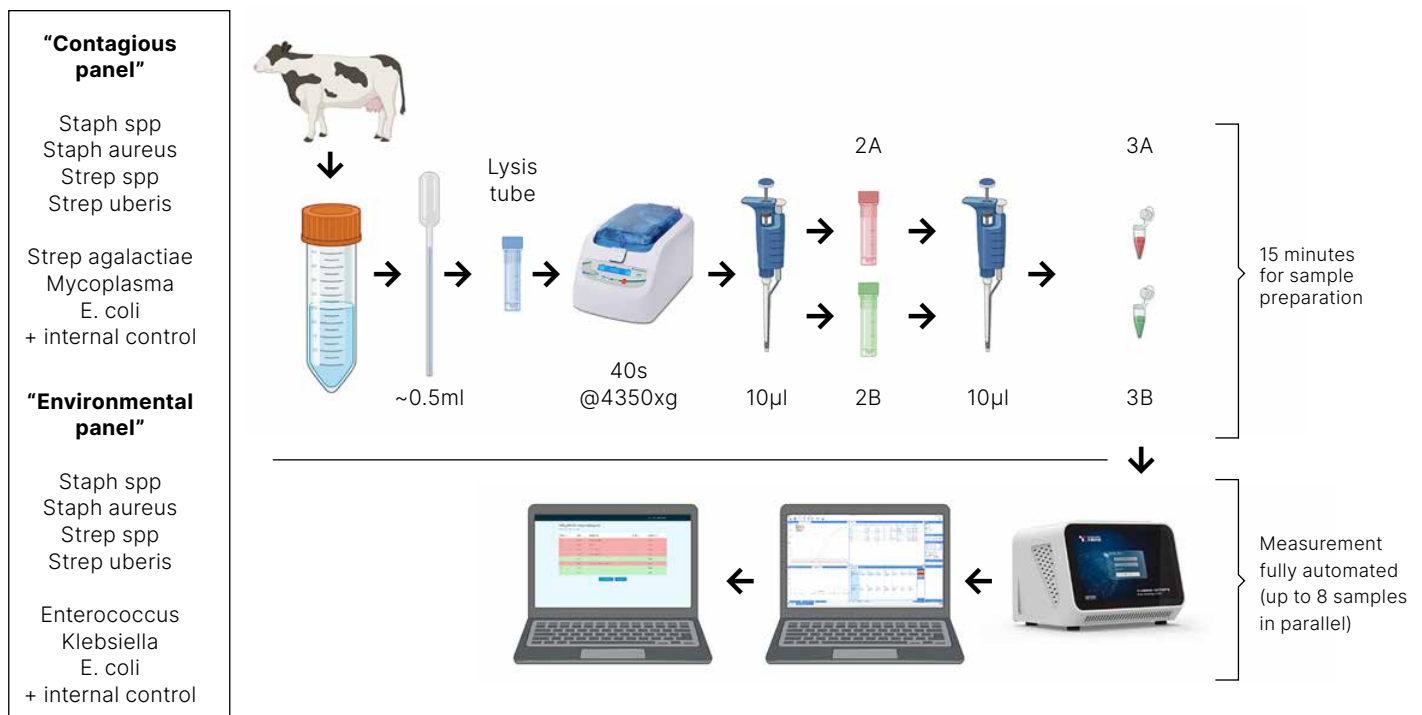 “Contagious
panel”
Staph spp
Staph aureus
Strep spp
Strep uberis
Strep agalactiae
Mycoplasma
E. coli
+ internal control
“Environmental
panel”
Staph spp
Staph aureus
Strep spp
Strep uberis
Enterococcus
Klebsiella
E. coli
+ internal control
Lysis
tube
2A
3A
~0.5ml
40s
@4350xg
10µl
2B
10µl
3B
15 minutes
for sample
preparation
Measurement
fully automated
(up to 8 samples
in parallel)